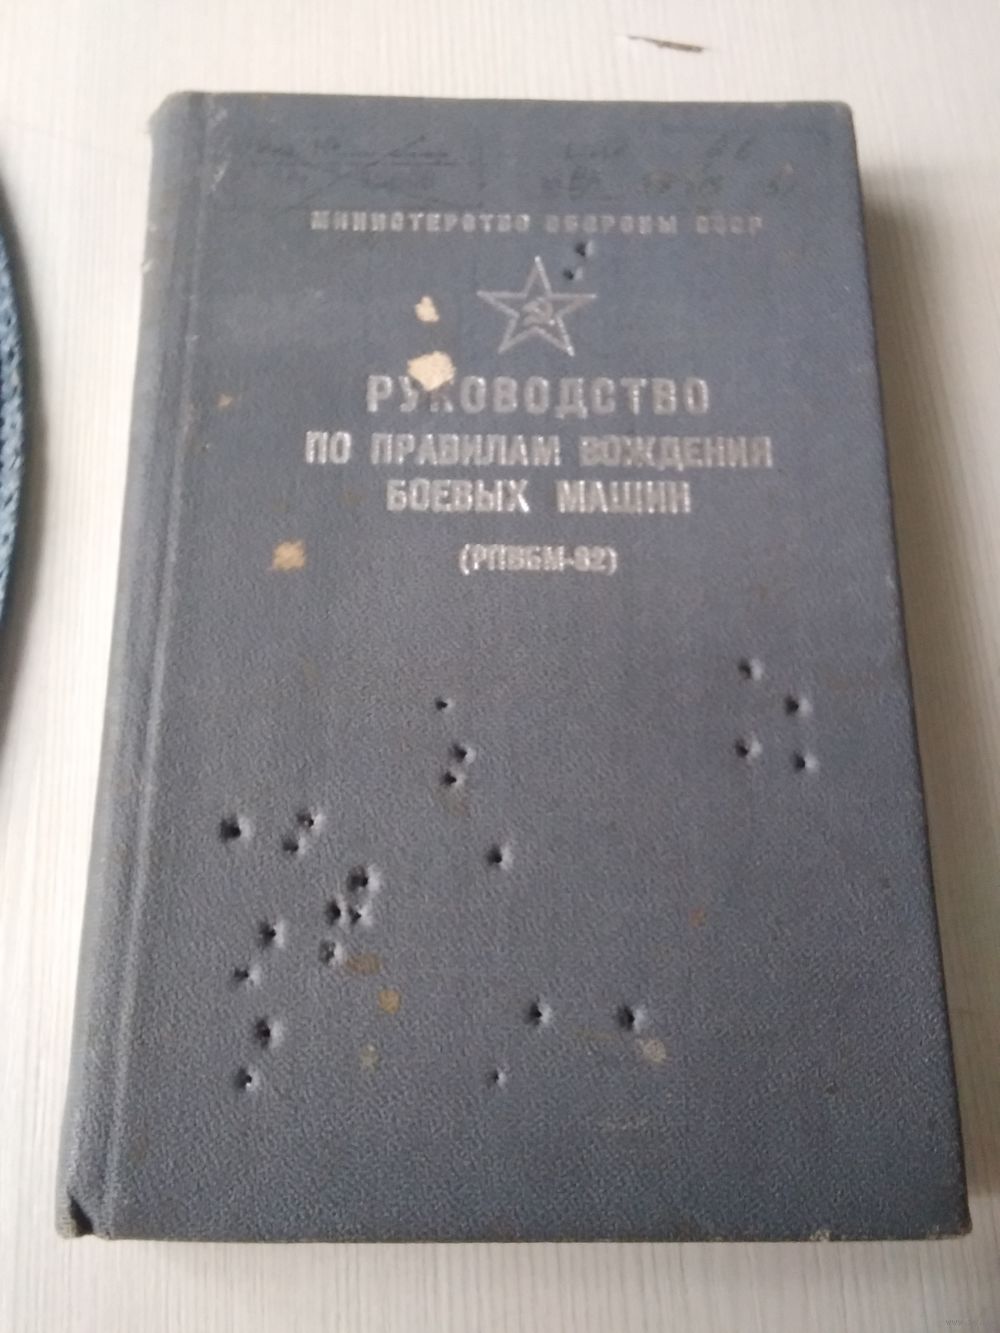 МИНИСТЕРСТВО ОБОРОНЫ СССР
РУКОВОДСТВО
ПО ПРАВИЛАМ ВОЖДЕНИЯ
БОЕВЫХ МАШИН
(РПВБМ-82)